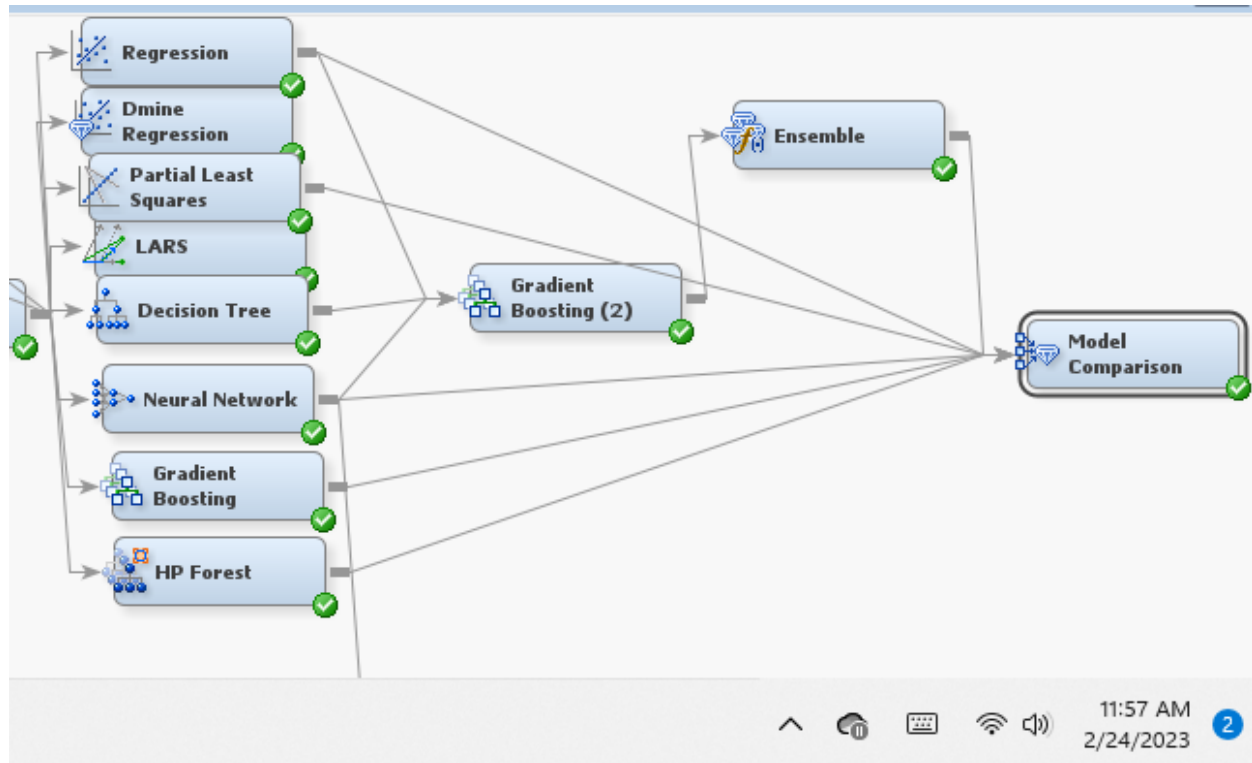 Regression
Dmine
Regression
Partial Least
Squares
LARS
Decision Tree
Neural Network
Gradient
Boosting
HP Forest
Gradient
Boosting (2)
Ensemble
Model
Comparison
11:57 AM
2/24/2023
2